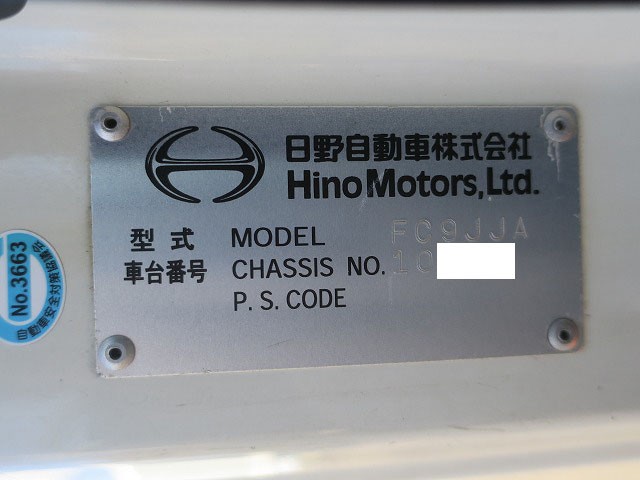 日野自動車株式会社
Hino Motors, Ltd.
型式 MODEL FC9JJA
車台番号 CHASSIS NO. 10
P.S.CODE
No.3663